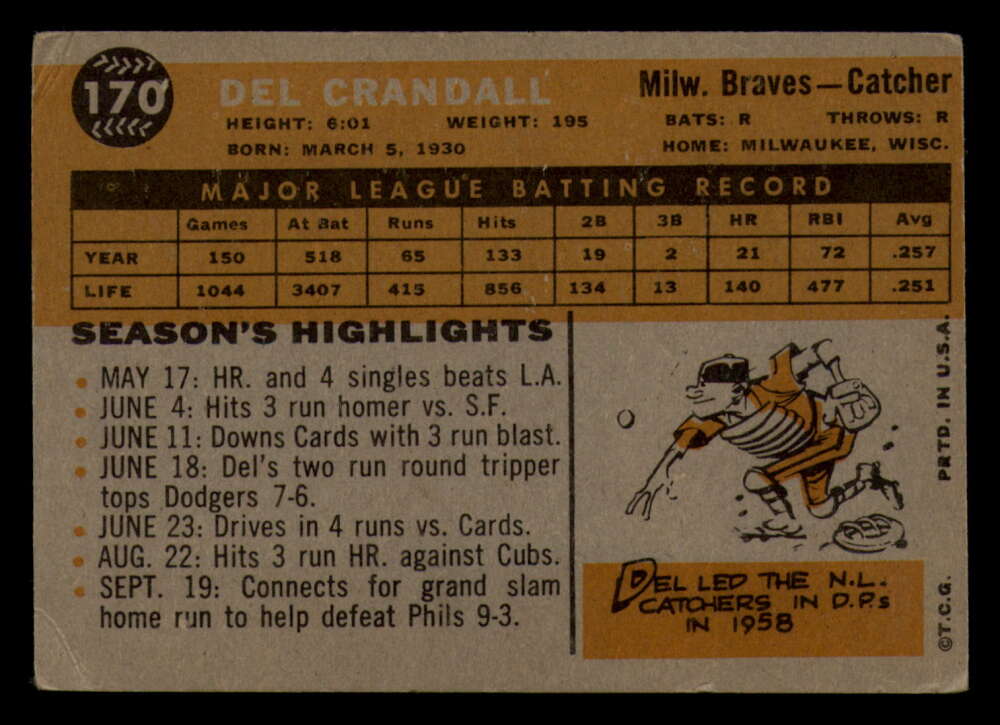 170
DEL CRANDALL
Milw. Braves—Catcher
HEIGHT: 6:01 WEIGHT: 195 BATS: R THROWS: R
BORN: MARCH 5, 1930 HOME: MILWAUKEE, WISC.
MAJOR LEAGUE BATTING RECORD
Games At Bat Runs Hits 2B 3B HR RBI Avg
YEAR 150 518 65 133 19 2 21 72 .257
LIFE 1044 3407 415 856 134 13 140 477 .251
SEASON'S HIGHLIGHTS
• MAY 17: HR. and 4 singles beats L.A.
• JUNE 4: Hits 3 run homer vs. S.F.
• JUNE 11: Downs Cards with 3 run blast.
• JUNE 18: Del's two run round tripper
tops Dodgers 7-6.
• JUNE 23: Drives in 4 runs vs. Cards.
• AUG. 22: Hits 3 run HR. against Cubs.
• SEPT. 19: Connects for grand slam
home run to help defeat Phils 9-3.
DEL LED THE N.L.
CATCHERS IN D.P.s
IN 1958
©T.C.G. PRTD. IN U.S.A.